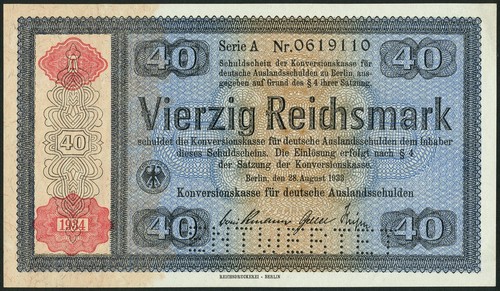 40
40
Serie A Nr. 0619110
Schuldschein der Konversionskasse für
deutsche Auslandsschulden zu Berlin, aus-
gegeben auf Grund des § 4 ihrer Satzung.
Vierzig Reichsmark
schuldet die Konversionskasse für deutsche Auslandsschulden dem Inhaber
dieses Schuldscheins. Die Einlösung erfolgt nach § 4
der Satzung der Konversionskasse.
Berlin, den 28. August 1933
Konversionskasse für deutsche Auslandsschulden
40
1934
40
40
REICHSDRUCKEREI · BERLIN